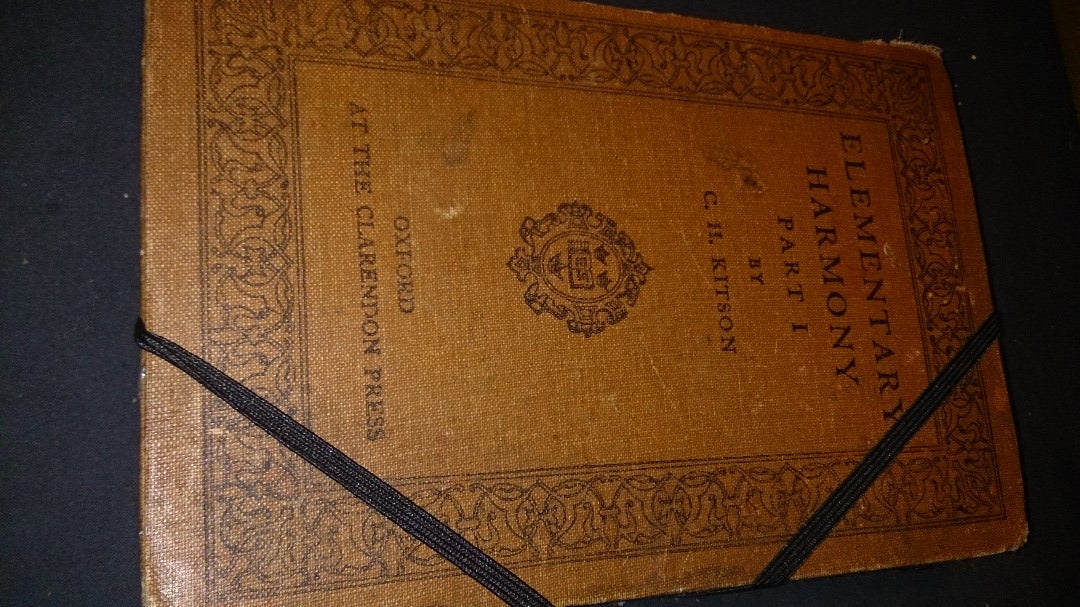 ELEMENTARY
HARMONY
PART I
BY
C. H. KITSON
OXFORD
AT THE CLARENDON PRESS